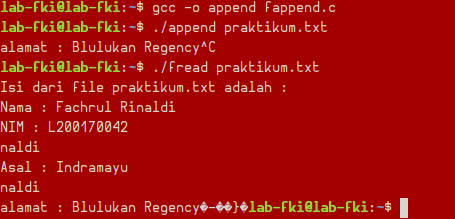 lab-fki@lab-fki:~$ gcc -o append fappend.c
lab-fki@lab-fki:~$ ./append praktikum.txt
alamat : Blulukan Regency^C
lab-fki@lab-fki:~$ ./fread praktikum.txt
Isi dari file praktikum.txt adalah :
Nama : Fachrul Rinaldi
NIM : L200170042
naldi
Asal : Indramayu
naldi
alamat : Blulukan Regency�-��}�lab-fki@lab-fki:~$